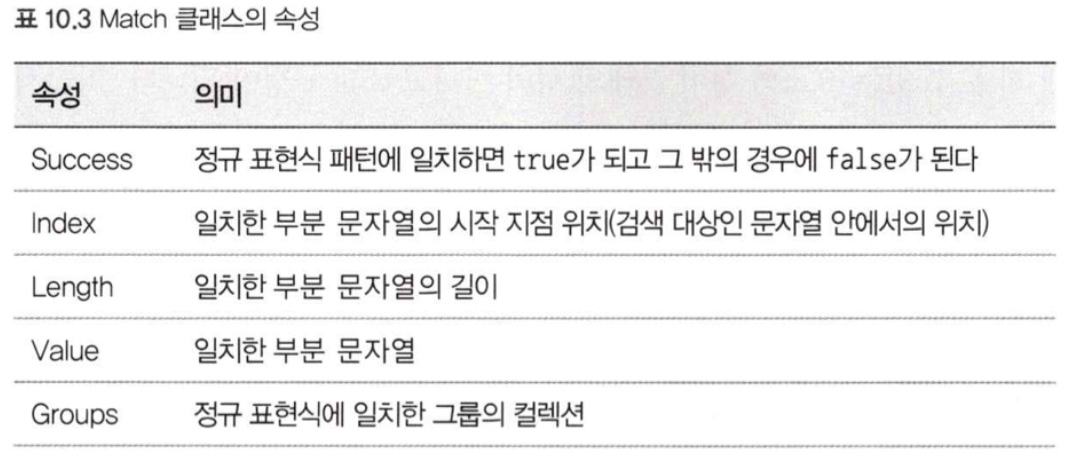 표 10.3 Match 클래스의 속성
속성 의미
Success 정규 표현식 패턴에 일치하면 true가 되고 그 밖의 경우에 false가 된다
Index 일치한 부분 문자열의 시작 지점 위치(검색 대상인 문자열 안에서의 위치)
Length 일치한 부분 문자열의 길이
Value 일치한 부분 문자열
Groups 정규 표현식에 일치한 그룹의 컬렉션